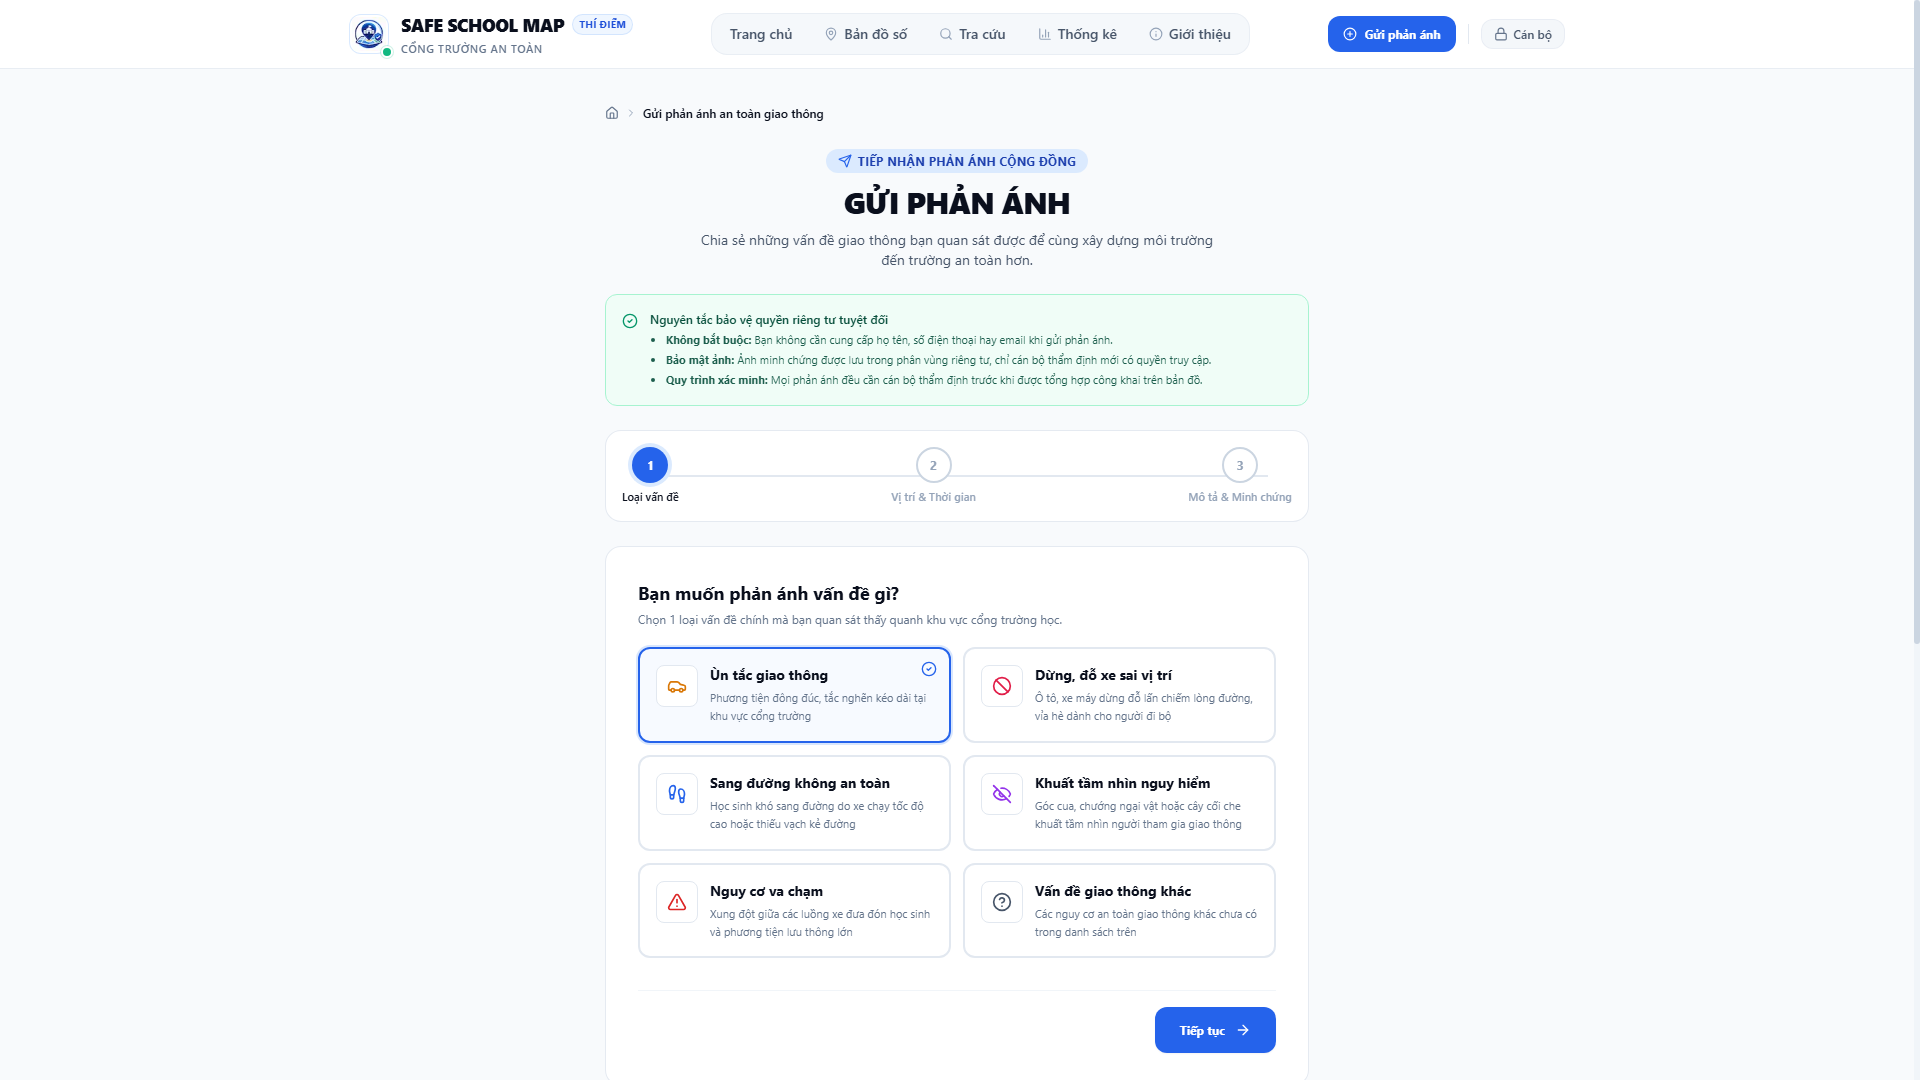 SAFE SCHOOL MAP
THÍ ĐIỂM
CỔNG TRƯỜNG AN TOÀN
Trang chủ
Bản đồ số
Tra cứu
Thống kê
Giới thiệu
Gửi phản ánh
Cán bộ
Gửi phản ánh an toàn giao thông
TIẾP NHẬN PHẢN ÁNH CỘNG ĐỒNG
GỬI PHẢN ÁNH
Chia sẻ những vấn đề giao thông bạn quan sát được để cùng xây dựng môi trường
đến trường an toàn hơn.
Nguyên tắc bảo vệ quyền riêng tư tuyệt đối
• Không bắt buộc: Bạn không cần cung cấp họ tên, số điện thoại hay email khi gửi phản ánh.
• Bảo mật ảnh: Ảnh minh chứng được lưu trong phân vùng riêng tư, chỉ cán bộ thẩm định mới có quyền truy cập.
• Quy trình xác minh: Mọi phản ánh đều cần cán bộ thẩm định trước khi được tổng hợp công khai trên bản đồ.
1
2
3
Loại vấn đề
Vị trí & Thời gian
Mô tả & Minh chứng
Bạn muốn phản ánh vấn đề gì?
Chọn 1 loại vấn đề chính mà bạn quan sát thấy quanh khu vực cổng trường học.
Ùn tắc giao thông
Phương tiện đông đúc, tắc nghẽn kéo dài tại
khu vực cổng trường
Dừng, đỗ xe sai vị trí
Ô tô, xe máy dừng đỗ lấn chiếm lòng đường,
vỉa hè dành cho người đi bộ
Sang đường không an toàn
Học sinh khó sang đường do xe chạy tốc độ
cao hoặc thiếu vạch kẻ đường
Khuất tầm nhìn nguy hiểm
Góc cua, chướng ngại vật hoặc cây cối che
khuất tầm nhìn người tham gia giao thông
Nguy cơ va chạm
Xung đột giữa các luồng xe đưa đón học sinh
và phương tiện lưu thông lớn
Vấn đề giao thông khác
Các nguy cơ an toàn giao thông khác chưa có
trong danh sách trên
Tiếp tục